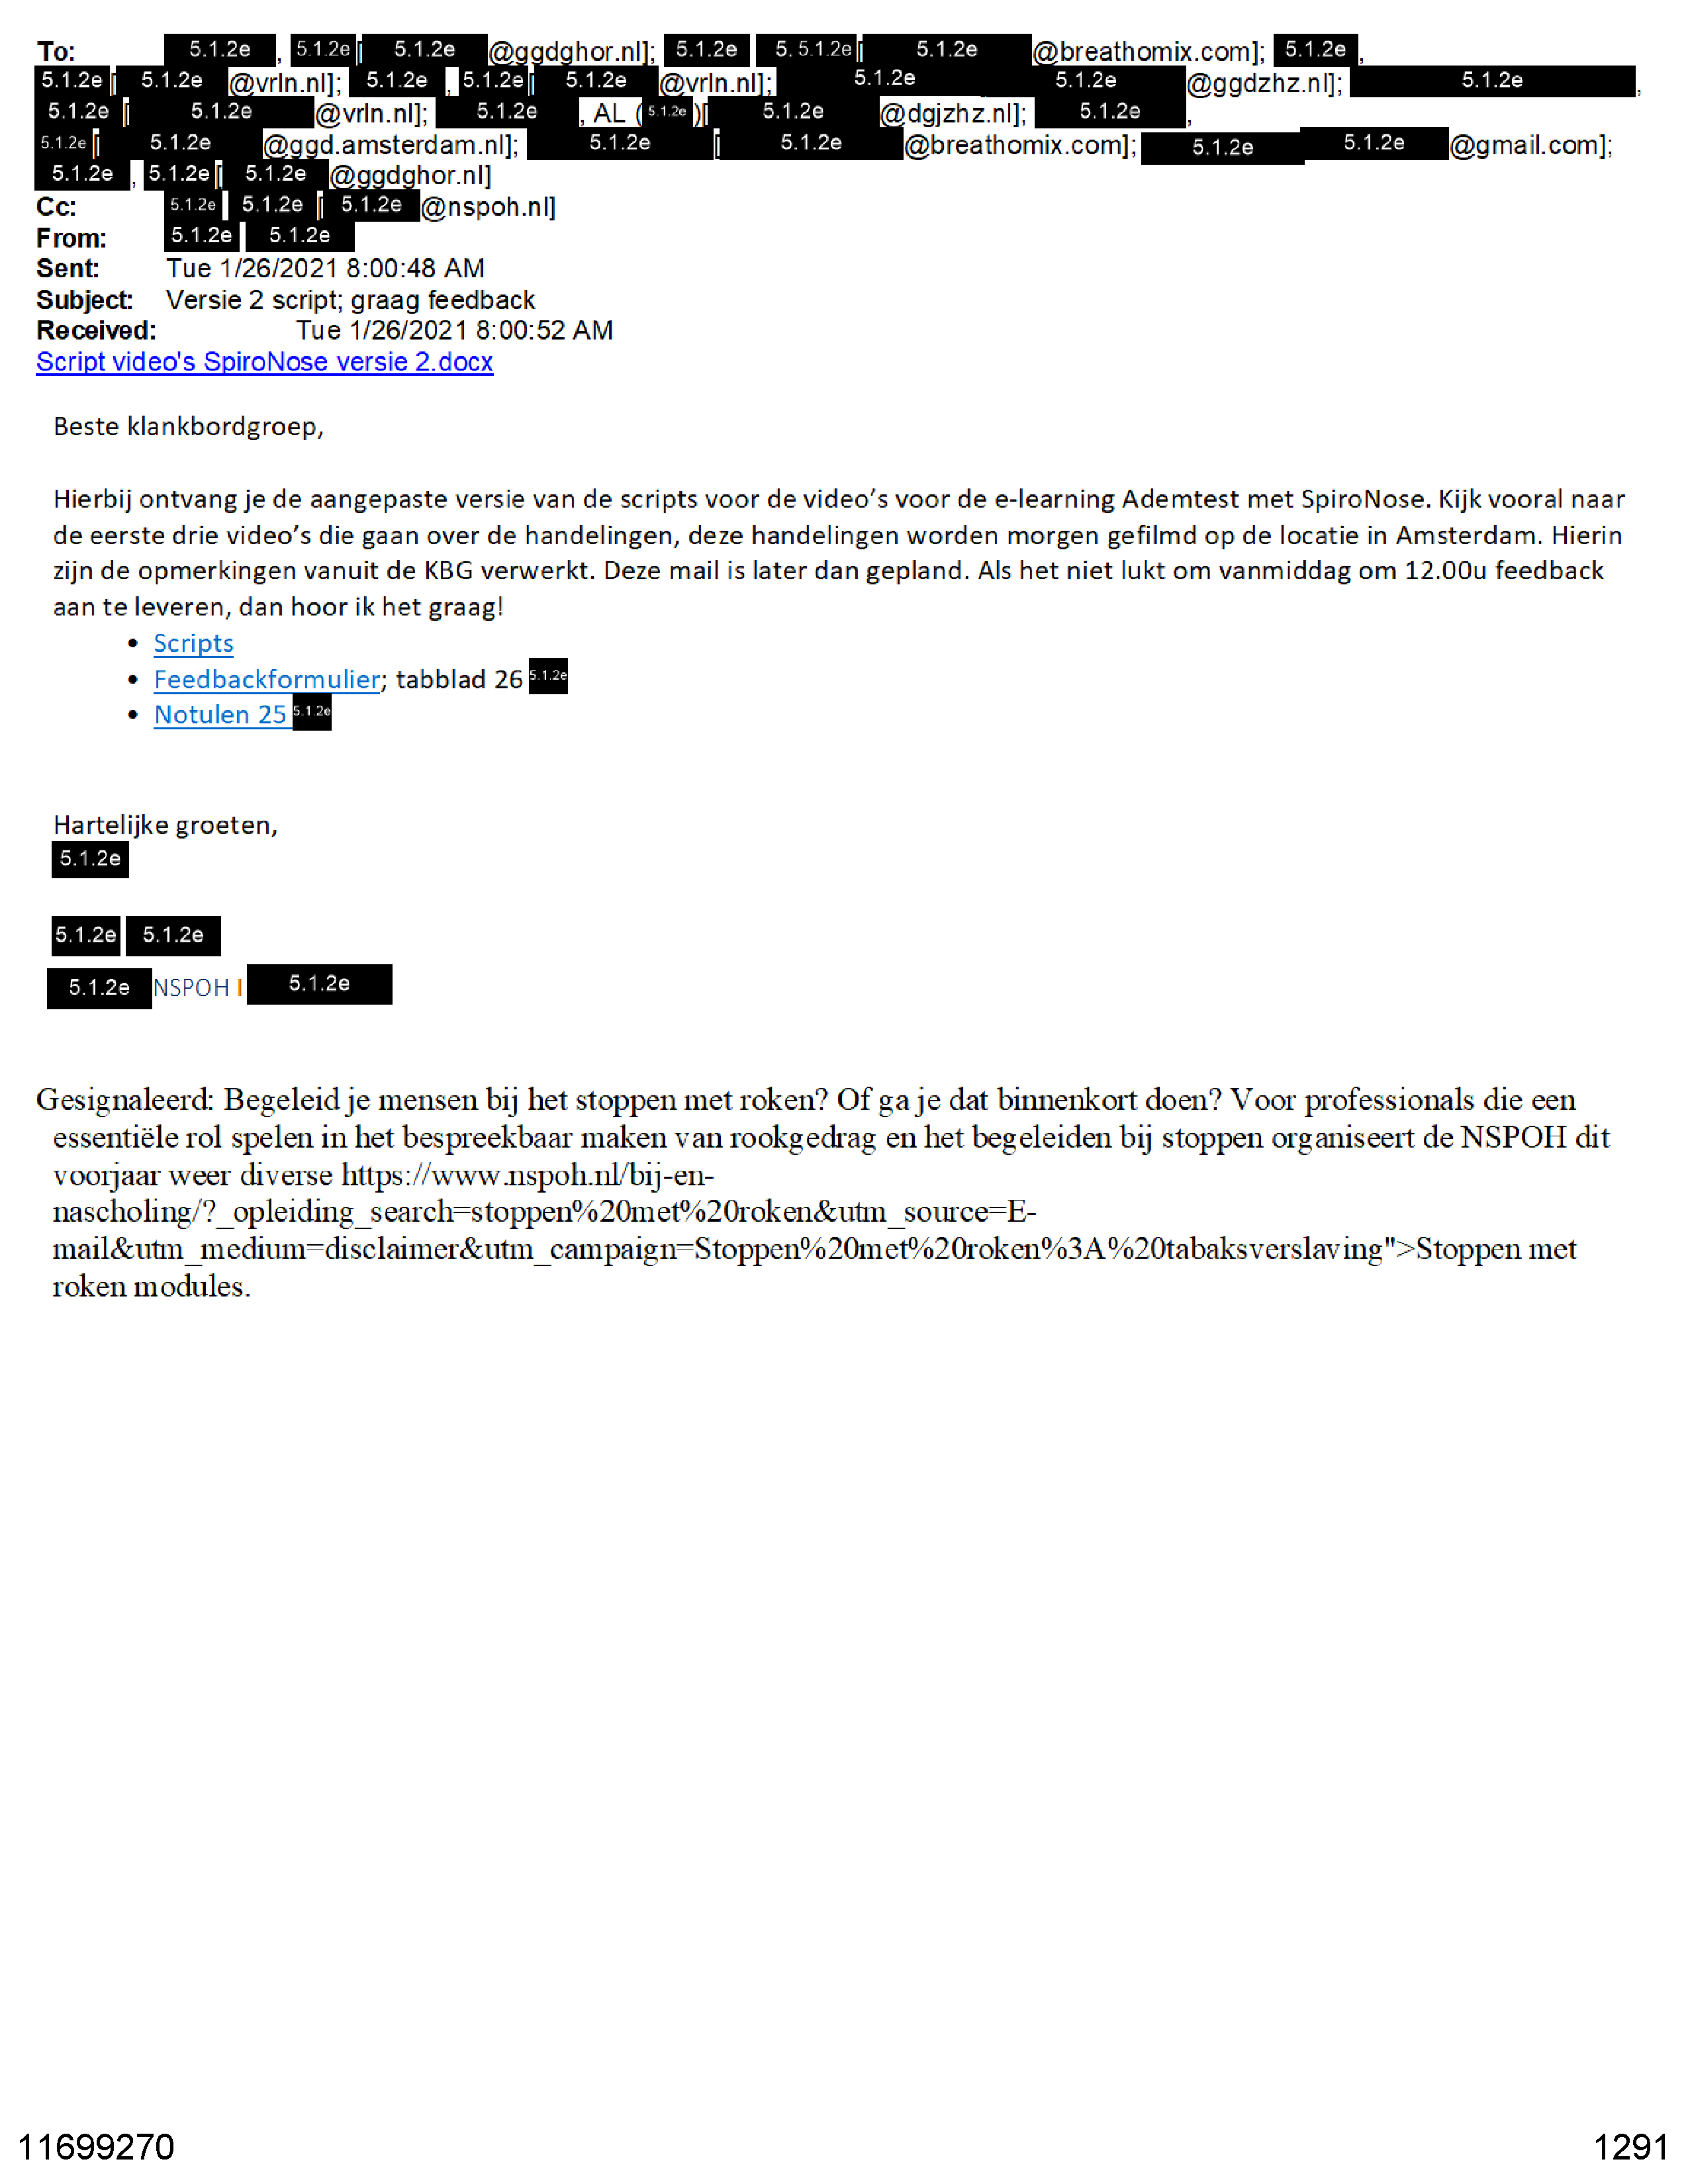 To: 5.1.2e , 5.1.2e [ 5.1.2e @ggdghor.nl]; 5.1.2e 5. 5.1.2e [ 5.1.2e @breathomix.com]; 5.1.2e ,
5.1.2e [ 5.1.2e @vrln.nl]; 5.1.2e , 5.1.2e [ 5.1.2e @vrln.nl]; 5.1.2e 5.1.2e @ggdzhz.nl]; 5.1.2e ,
5.1.2e [ 5.1.2e @vrln.nl]; 5.1.2e , AL ( 5.1.2e )[ 5.1.2e @dgjzhz.nl]; 5.1.2e ,
5.1.2e [ 5.1.2e @ggd.amsterdam.nl]; 5.1.2e [ 5.1.2e @breathomix.com]; 5.1.2e 5.1.2e @gmail.com];
5.1.2e , 5.1.2e [ 5.1.2e @ggdghor.nl]
Cc: 5.1.2e 5.1.2e [ 5.1.2e @nspoh.nl]
From: 5.1.2e 5.1.2e
Sent: Tue 1/26/2021 8:00:48 AM
Subject: Versie 2 script; graag feedback
Received: Tue 1/26/2021 8:00:52 AM
Script video's SpiroNose versie 2.docx
Beste klankbordgroep,
Hierbij ontvang je de aangepaste versie van de scripts voor de video’s voor de e-learning Ademtest met SpiroNose. Kijk vooral naar
de eerste drie video’s die gaan over de handelingen, deze handelingen worden morgen gefilmd op de locatie in Amsterdam. Hierin
zijn de opmerkingen vanuit de KBG verwerkt. Deze mail is later dan gepland. Als het niet lukt om vanmiddag om 12.00u feedback
aan te leveren, dan hoor ik het graag!
• Scripts
• Feedbackformulier; tabblad 26 5.1.2e
• Notulen 25 5.1.2e
Hartelijke groeten,
5.1.2e
5.1.2e 5.1.2e
5.1.2e NSPOH I 5.1.2e
Gesignaleerd: Begeleid je mensen bij het stoppen met roken? Of ga je dat binnenkort doen? Voor professionals die een
essentiële rol spelen in het bespreekbaar maken van rookgedrag en het begeleiden bij stoppen organiseert de NSPOH dit
voorjaar weer diverse https://www.nspoh.nl/bij-en-
nascholing/?_opleiding_search=stoppen%20met%20roken&utm_source=E-
mail&utm_medium=disclaimer&utm_campaign=Stoppen%20met%20roken%3A%20tabaksverslaving">Stoppen met
roken modules.
11699270 1291